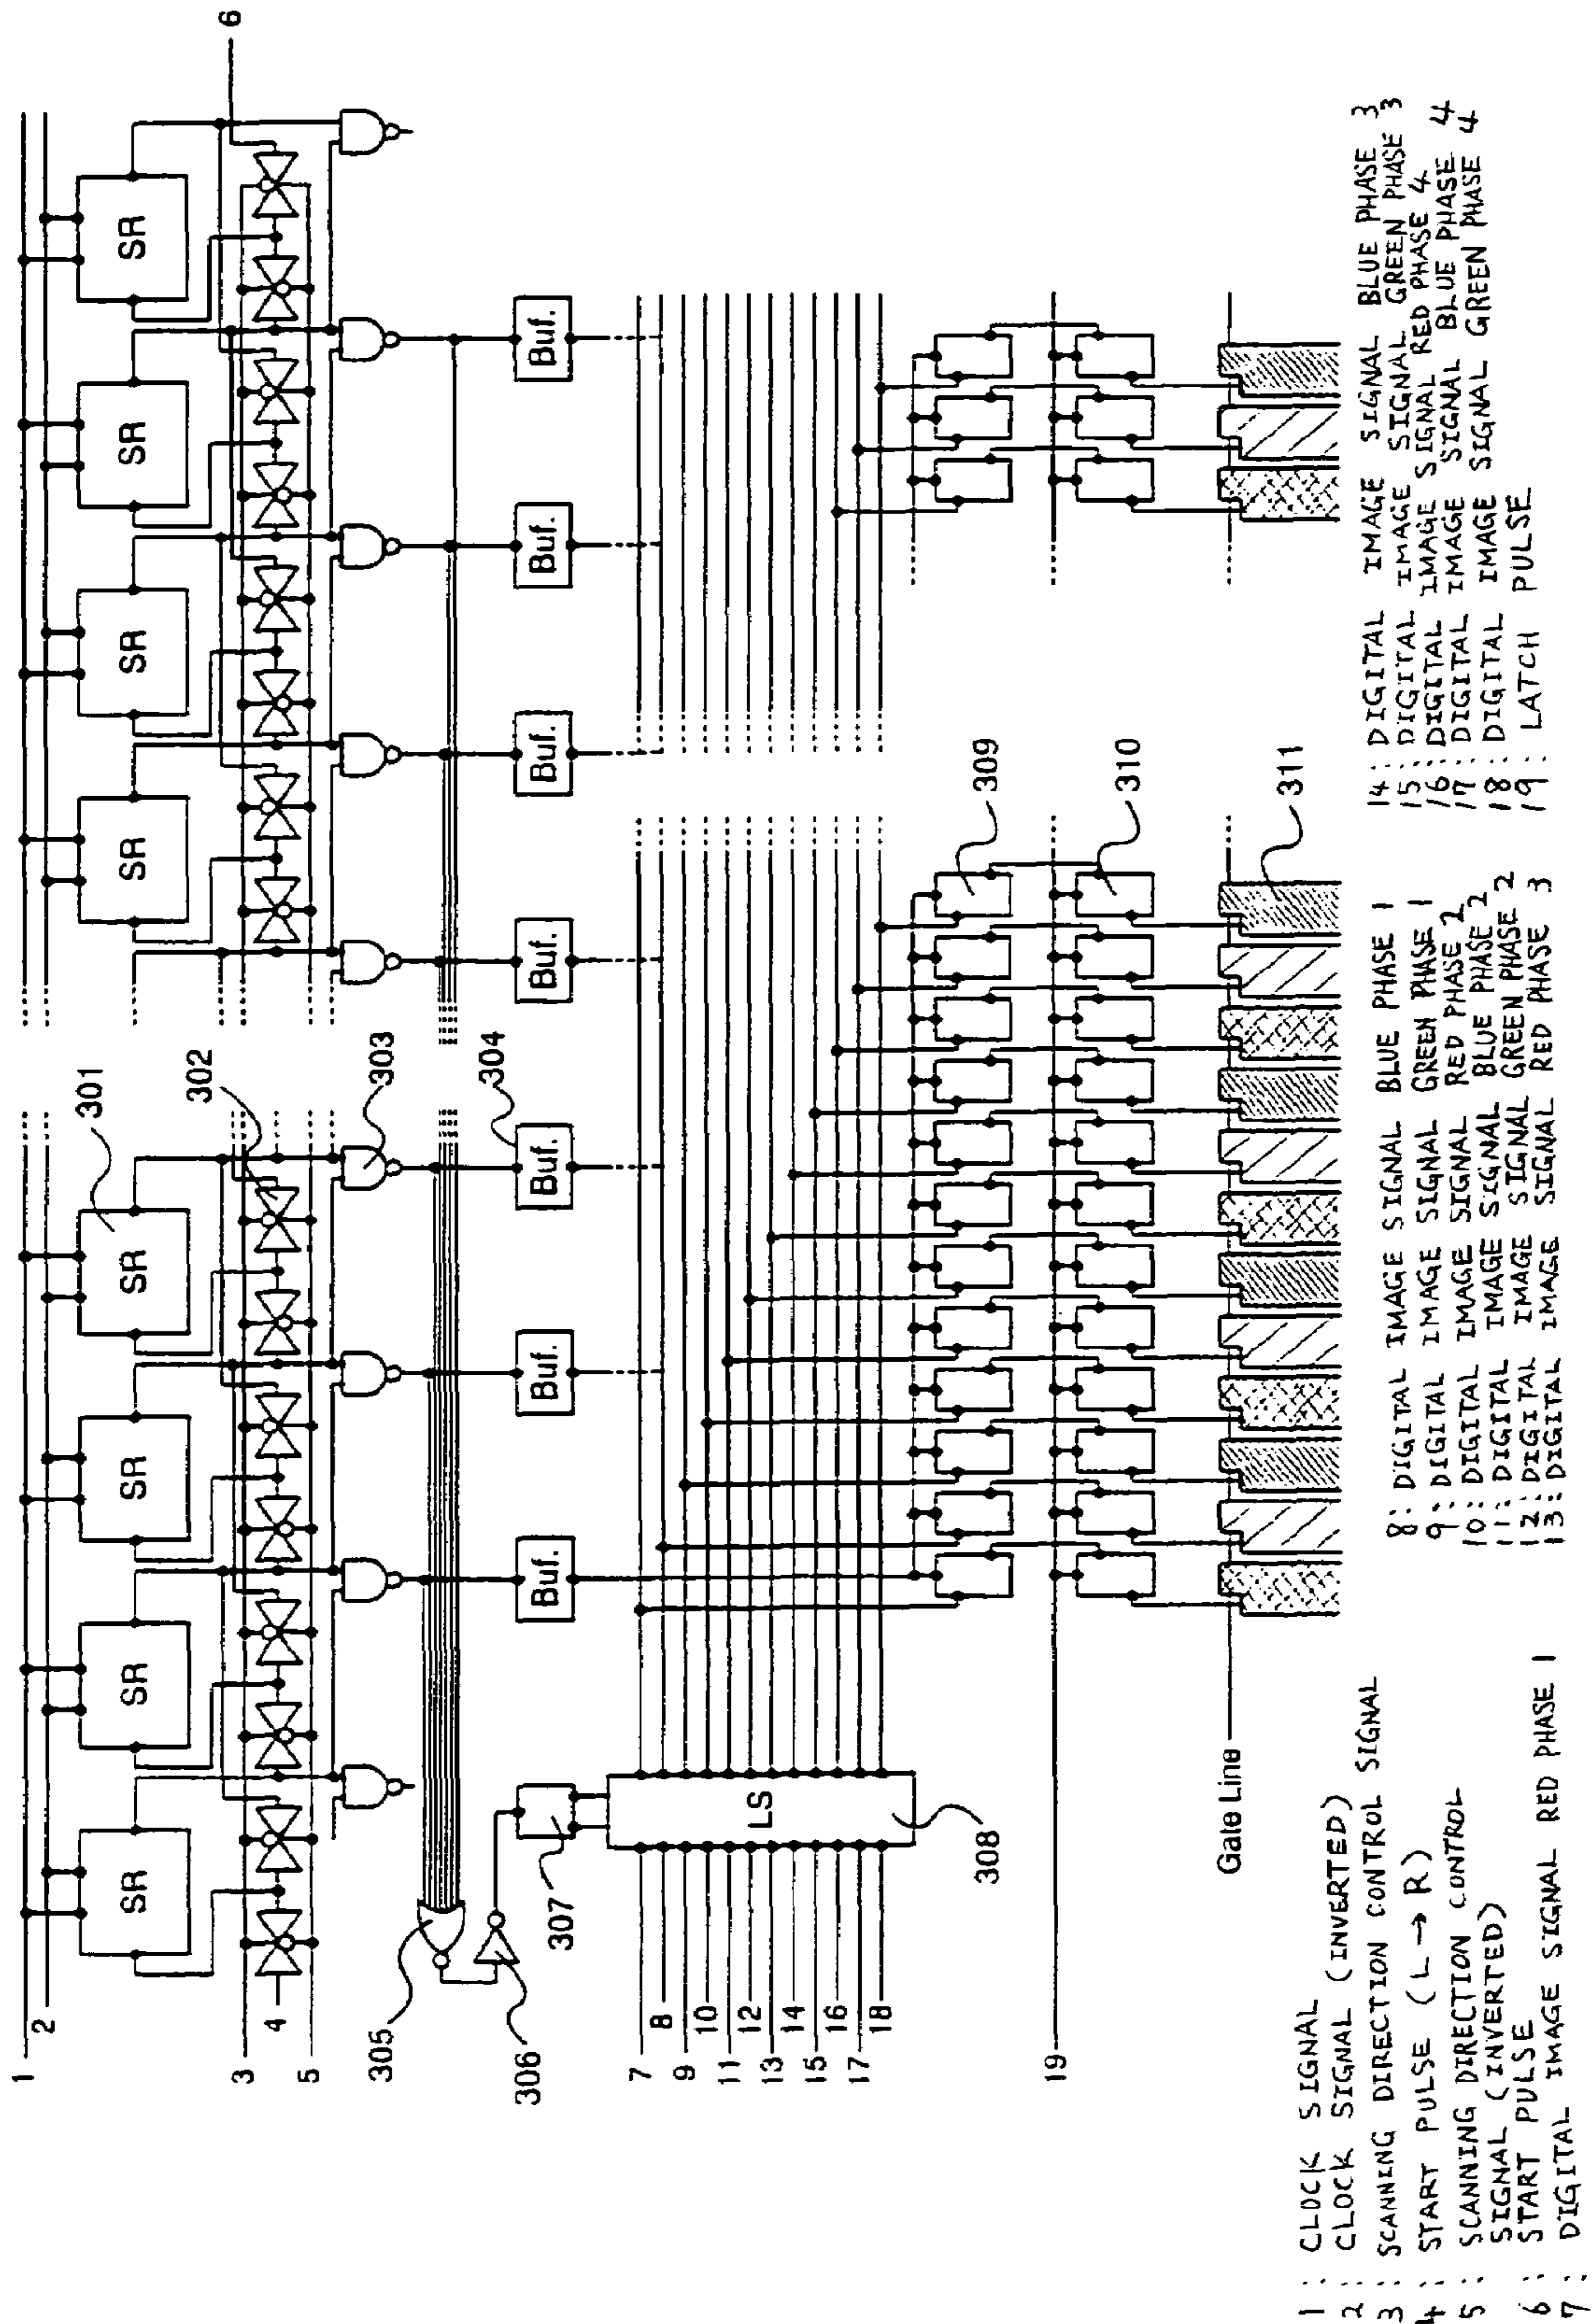 1
2
3
4
5
6
SR
SR
SR
SR
SR
SR
SR
SR
301
302
303
304
305
306
307
308
Buf.
Buf.
Buf.
Buf.
Buf.
Buf.
Buf.
LS
7
8
9
10
11
12
13
14
15
16
17
18
19
309
310
311
Gate Line
1 : CLOCK SIGNAL
2 : CLOCK SIGNAL (INVERTED)
3 : SCANNING DIRECTION CONTROL SIGNAL
4 : START PULSE (L → R)
5 : SCANNING DIRECTION CONTROL
SIGNAL (INVERTED)
6 : START PULSE
7 : DIGITAL IMAGE SIGNAL RED PHASE 1
8 : DIGITAL IMAGE SIGNAL BLUE PHASE 1
9 : DIGITAL IMAGE SIGNAL GREEN PHASE 1
10 : DIGITAL IMAGE SIGNAL RED PHASE 2
11 : DIGITAL IMAGE SIGNAL BLUE PHASE 2
12 : DIGITAL IMAGE SIGNAL GREEN PHASE 2
13 : DIGITAL IMAGE SIGNAL RED PHASE 3
14 : DIGITAL IMAGE SIGNAL BLUE PHASE 3
15 : DIGITAL IMAGE SIGNAL GREEN PHASE 3
16 : DIGITAL IMAGE SIGNAL RED PHASE 4
17 : DIGITAL IMAGE SIGNAL BLUE PHASE 4
18 : DIGITAL IMAGE SIGNAL GREEN PHASE 4
19 : LATCH PULSE